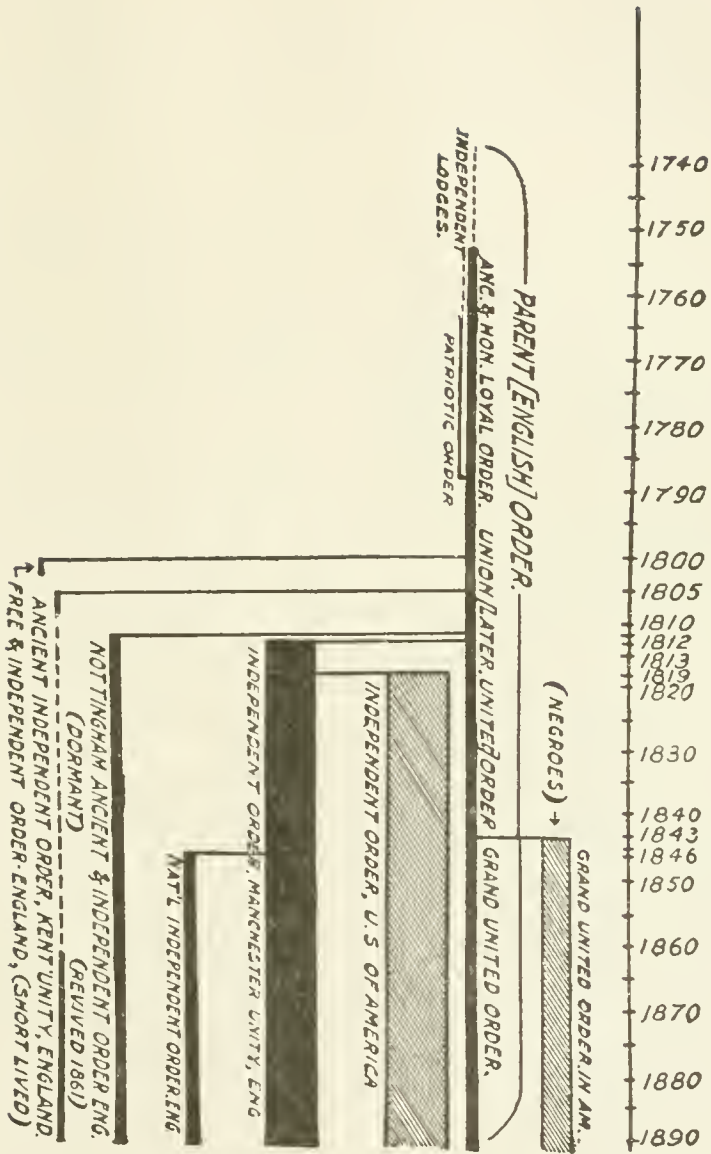 1740
1750
1760
1770
1780
1790
1800
1805
1810
1812
1813
1819
1820
1830
1840
1843
1846
1850
1860
1870
1880
1890
(NEGROES) →
GRAND UNITED ORDER. IN AM..
PARENT [ENGLISH] ORDER.
ANC. & HON. LOYAL ORDER. UNION [LATER. UNITED] ORDER GRAND UNITED ORDER.
INDEPENDENT
LODGES.
PATRIOTIC ORDER
INDEPENDENT ORDER, U.S OF AMERICA
INDEPENDENT ORDER, MANCHESTER UNITY, ENG
NAT'L INDEPENDENT ORDER. ENG
NOTTINGHAM ANCIENT & INDEPENDENT ORDER ENG.
(DORMANT) (REVIVED 1861)
ANCIENT INDEPENDENT ORDER, KENT UNITY, ENGLAND.
FREE & INDEPENDENT ORDER-ENGLAND, (SHORT LIVED)